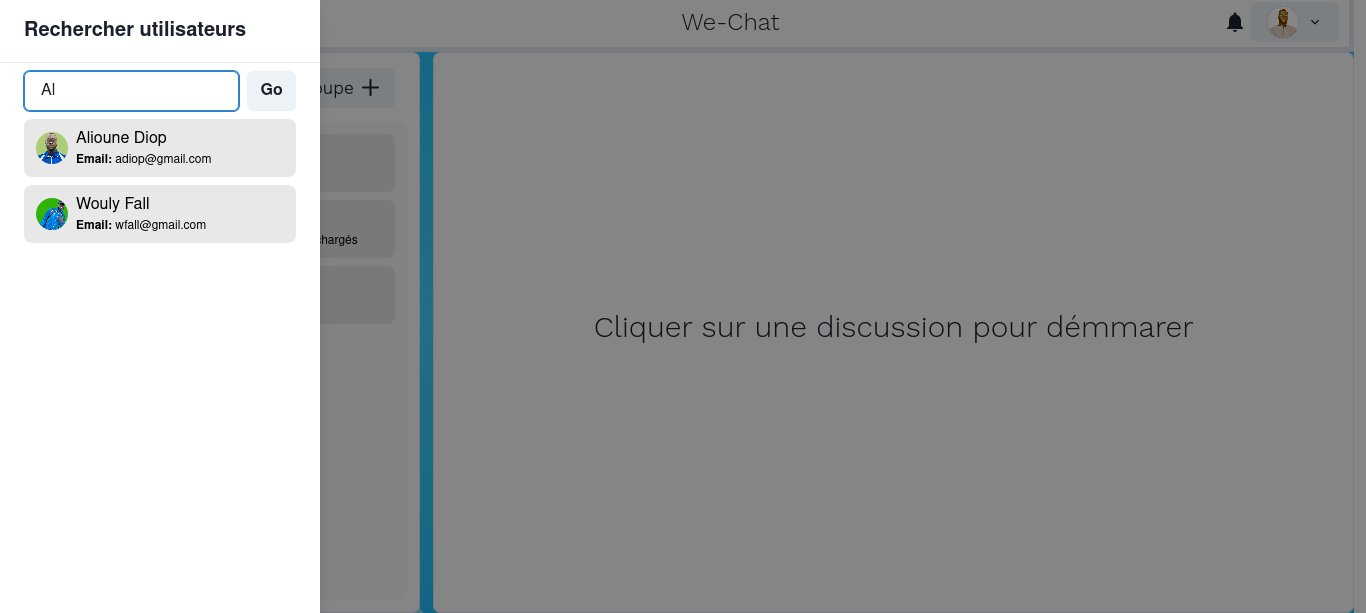 Rechercher utilisateurs
We-Chat
Al
Go
oupe +
Alioune Diop
Email: adiop@gmail.com
Wouly Fall
Email: wfall@gmail.com
chargés
Cliquer sur une discussion pour démmarer